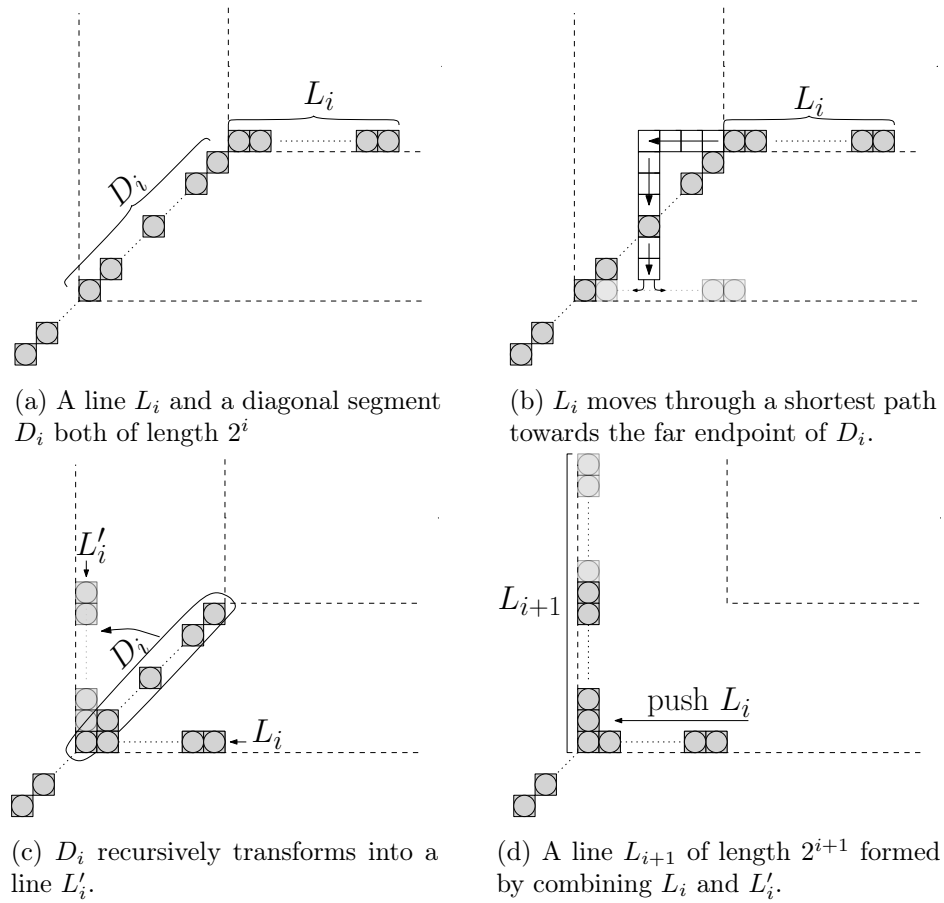 $L_i$
$D_i$
(a) A line $L_i$ and a diagonal segment
$D_i$ both of length $2^i$
$L_i$
(b) $L_i$ moves through a shortest path
towards the far endpoint of $D_i$.
$L'_i$
$D_i$
$L_i$
(c) $D_i$ recursively transforms into a
line $L'_i$.
$L_{i+1}$
push $L_i$
(d) A line $L_{i+1}$ of length $2^{i+1}$ formed
by combining $L_i$ and $L'_i$.